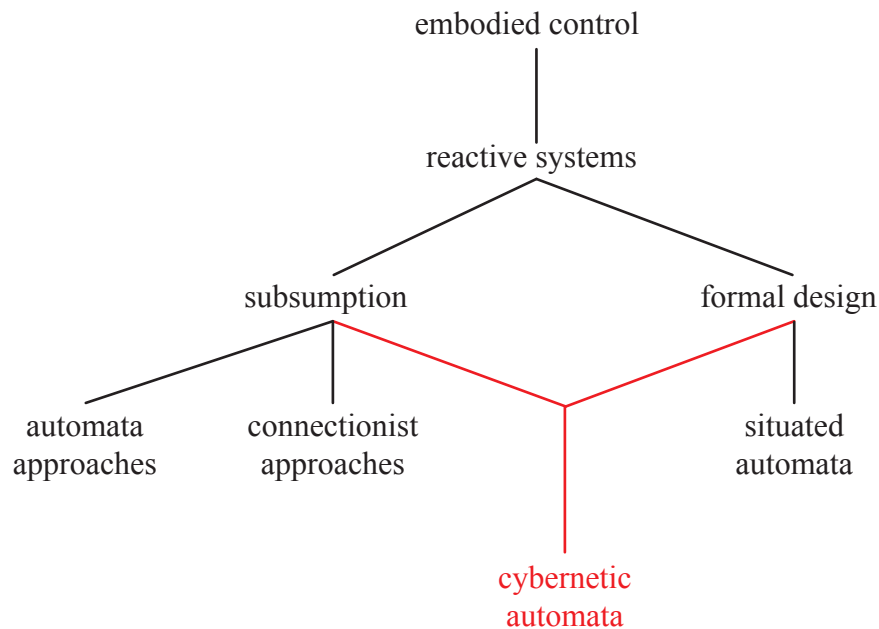 embodied control
reactive systems
subsumption
formal design
automata
approaches
connectionist
approaches
situated
automata
cybernetic
automata